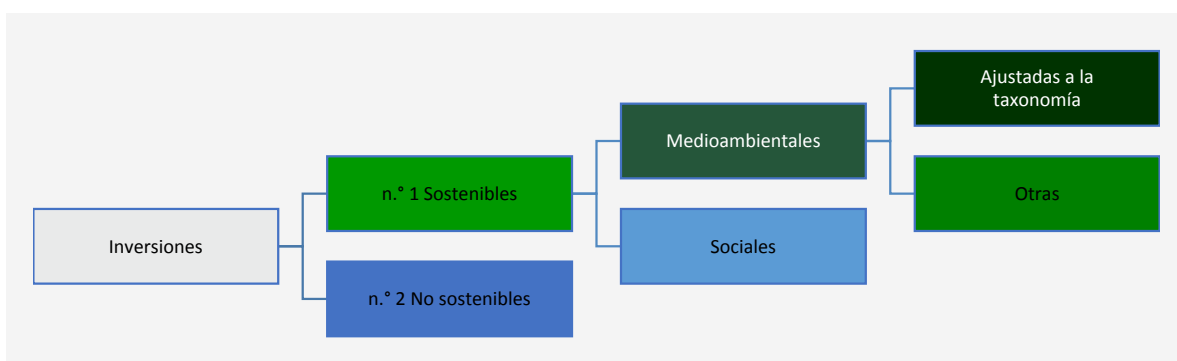 Ajustadas a la
taxonomía
Medioambientales
n.° 1 Sostenibles
Otras
Inversiones
Sociales
n.° 2 No sostenibles